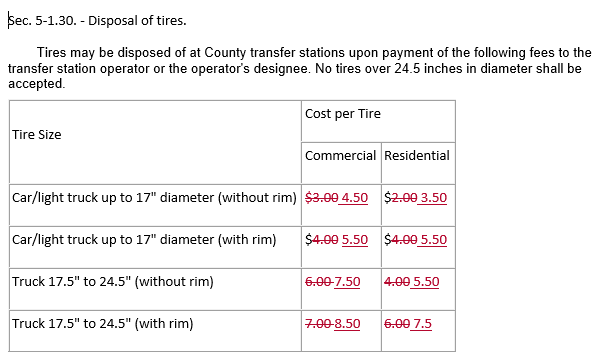 Sec. 5-1.30. - Disposal of tires.
Tires may be disposed of at County transfer stations upon payment of the following fees to the
transfer station operator or the operator's designee. No tires over 24.5 inches in diameter shall be
accepted.
Tire Size
Cost per Tire
Commercial Residential
Car/light truck up to 17" diameter (without rim) $3.00 4.50 $2.00 3.50
Car/light truck up to 17" diameter (with rim) $4.00 5.50 $4.00 5.50
Truck 17.5" to 24.5" (without rim) 6.00 7.50 4.00 5.50
Truck 17.5" to 24.5" (with rim) 7.00 8.50 6.00 7.5